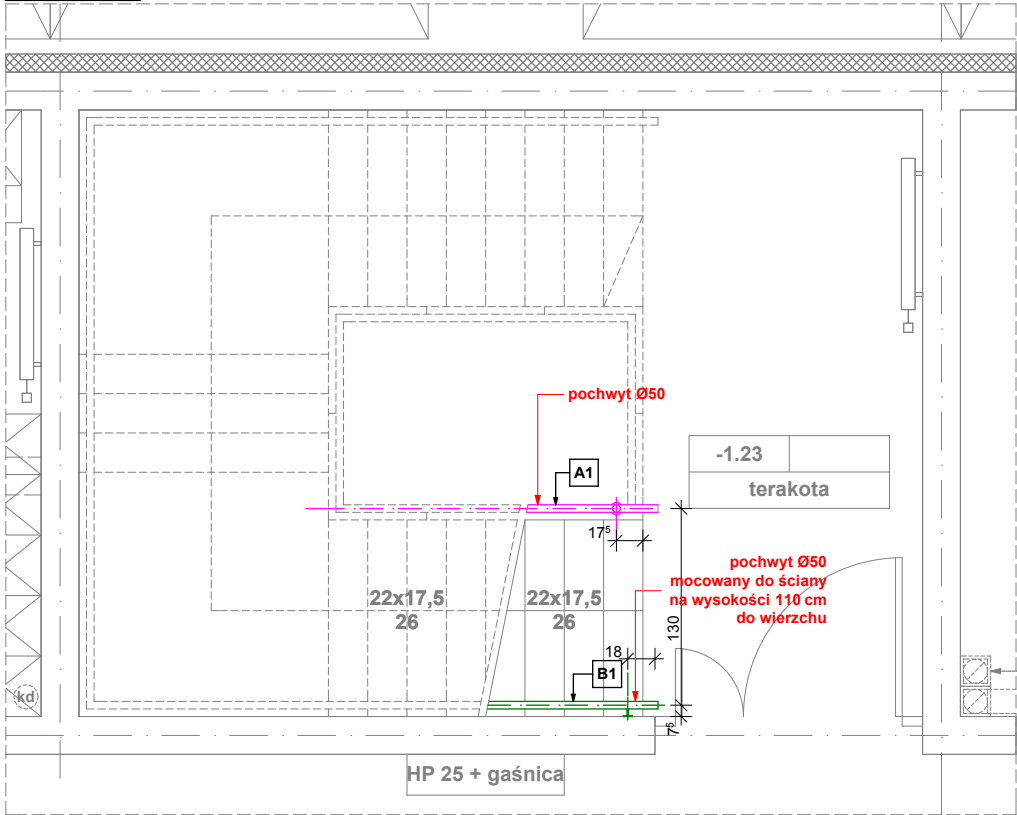 pochwyt Ø50
A1
-1.23
terakota
17⁵
pochwyt Ø50
mocowany do ściany
na wysokości 110 cm
do wierzchu
22x17,5
26
22x17,5
26
130
18
B1
kd
7⁵
HP 25 + gaśnica